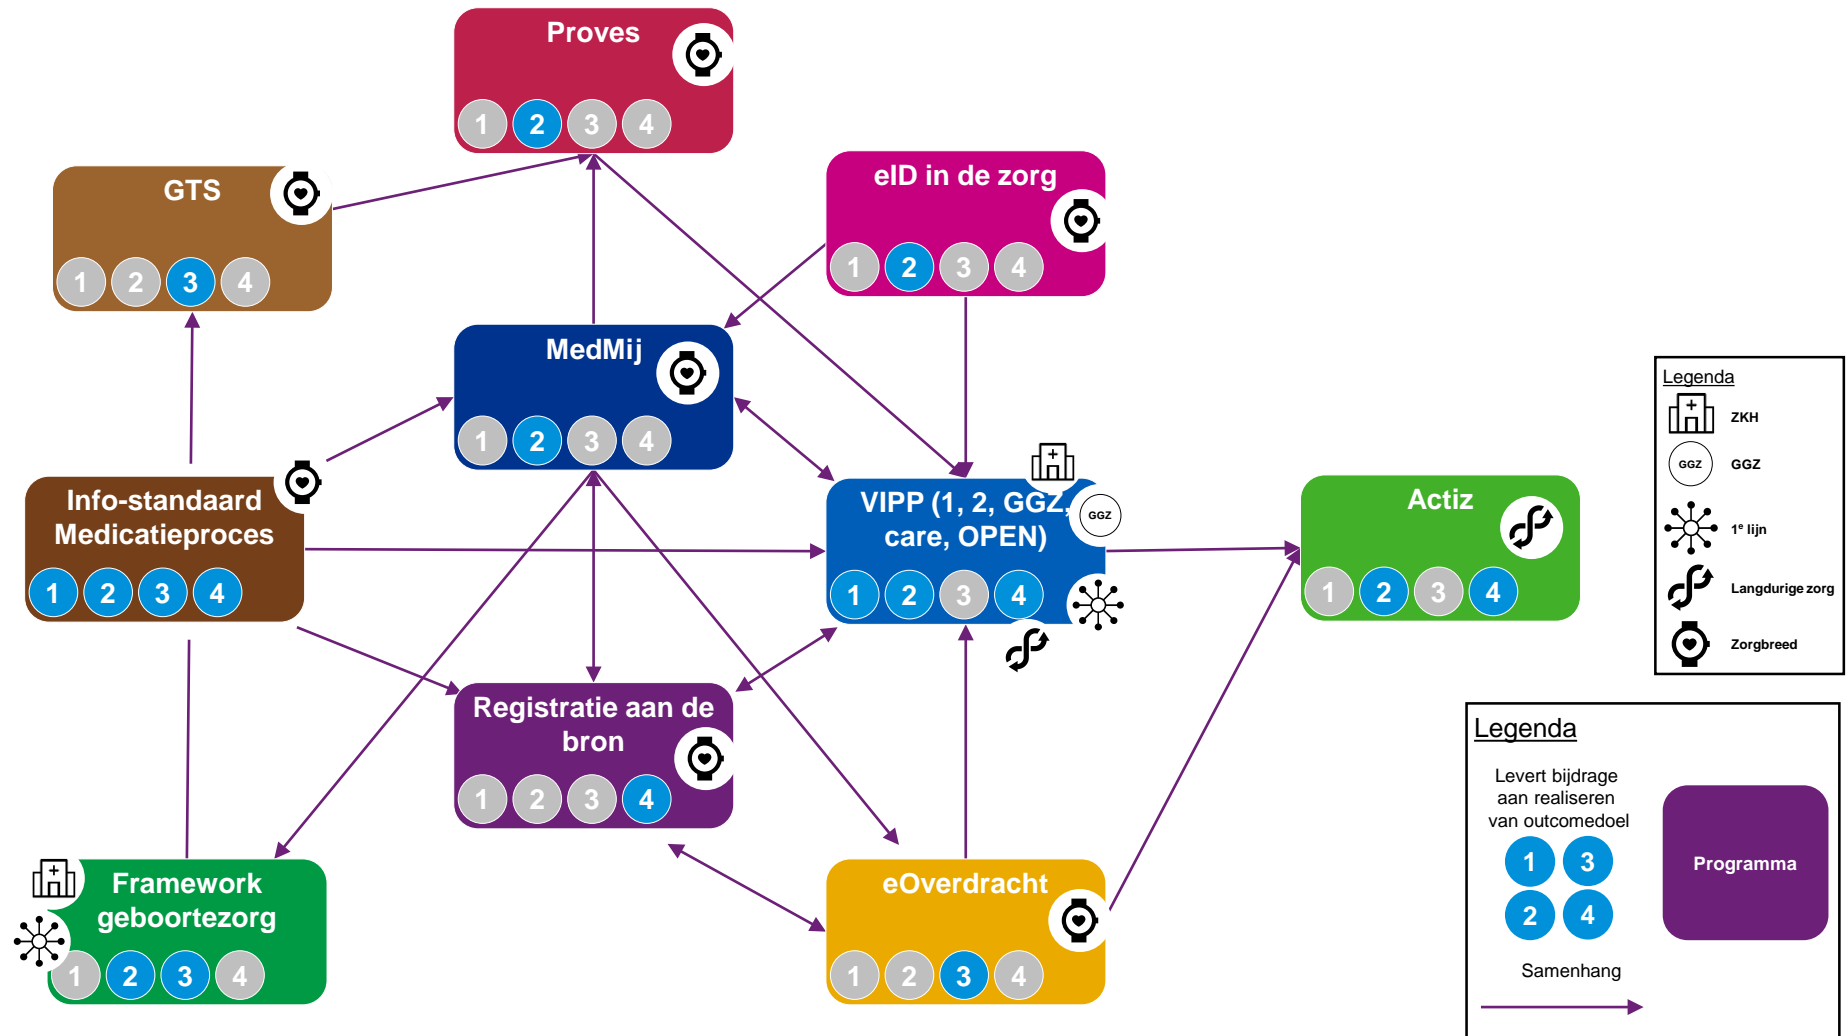 Proves
1 2 3 4
GTS
1 2 3 4
eID in de zorg
1 2 3 4
MedMij
1 2 3 4
Info-standaard
Medicatieproces
1 2 3 4
VIPP (1, 2, GGZ,
care, OPEN)
GGZ
1 2 3 4
Actiz
1 2 3 4
Registratie aan de
bron
1 2 3 4
Framework
geboortezorg
1 2 3 4
eOverdracht
1 2 3 4
Legenda
ZKH
GGZ GGZ
1e lijn
Langdurige zorg
Zorgbreed
Legenda
Levert bijdrage
aan realiseren
van outcomedoel
1 3
2 4
Programma
Samenhang